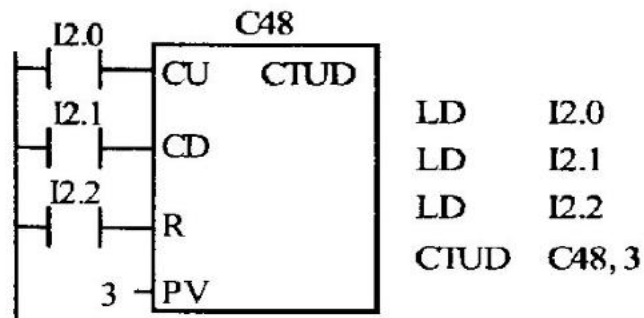 C48
I2.0
CU CTUD
I2.1
CD
I2.2
R
3 PV
LD I2.0
LD I2.1
LD I2.2
CTUD C48, 3